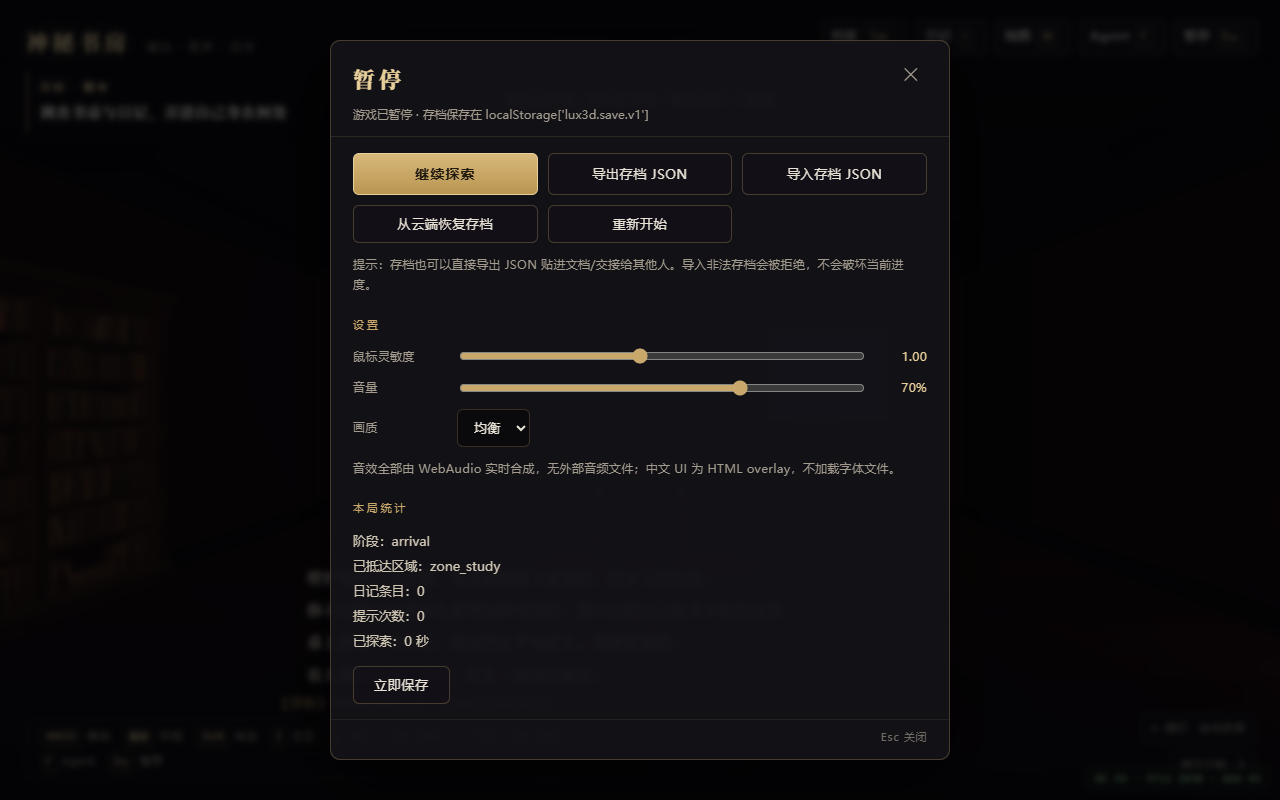 神秘书房
暂停
游戏已暂停 · 存档保存在 localStorage['lux3d.save.v1']
继续探索
导出存档 JSON
导入存档 JSON
从云端恢复存档
重新开始
提示：存档也可以直接导出 JSON 贴进文档/交接给其他人。导入非法存档会被拒绝，不会破坏当前进
度。
设置
鼠标灵敏度
1.00
音量
70%
画质
均衡
音效全部由 WebAudio 实时合成，无外部音频文件；中文 UI 为 HTML overlay，不加载字体文件。
本局统计
阶段：arrival
已抵达区域：zone_study
日记条目：0
提示次数：0
已探索：0 秒
立即保存
Esc 关闭